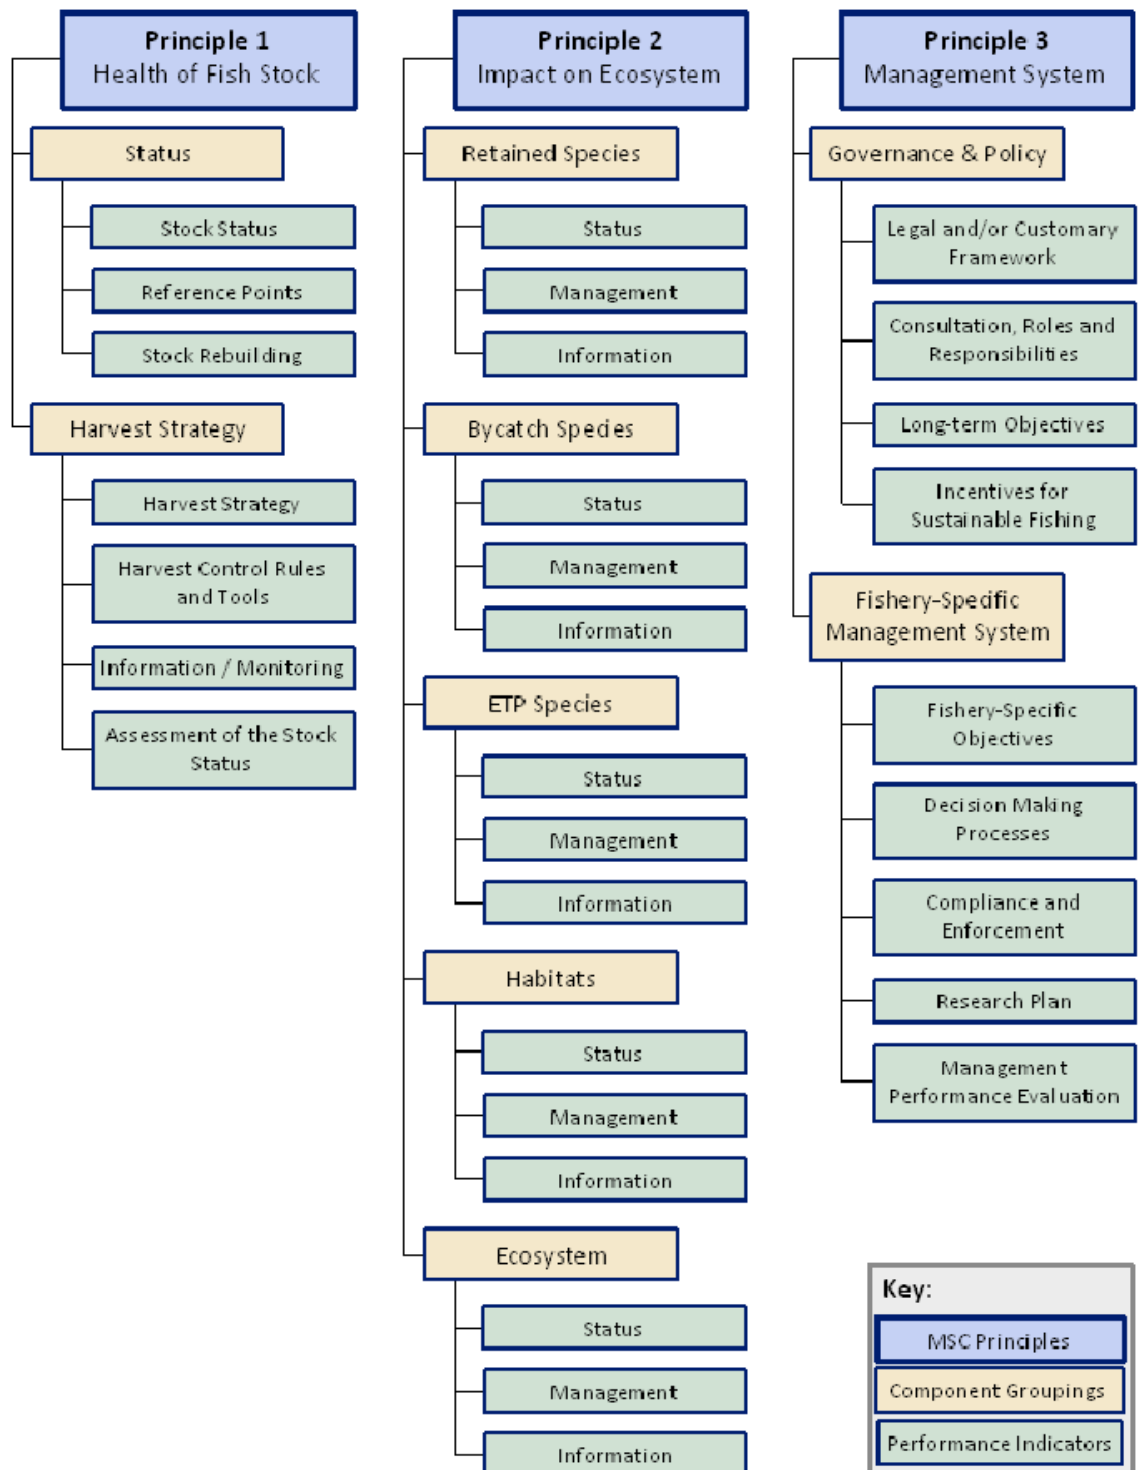 Principle 1
Health of Fish Stock
Status
Stock Status
Reference Points
Stock Rebuilding
Harvest Strategy
Harvest Strategy
Harvest Control Rules
and Tools
Information / Monitoring
Assessment of the Stock
Status
Principle 2
Impact on Ecosystem
Retained Species
Status
Management
Information
Bycatch Species
Status
Management
Information
ETP Species
Status
Management
Information
Habitats
Status
Management
Information
Ecosystem
Status
Management
Information
Principle 3
Management System
Governance & Policy
Legal and/or Customary
Framework
Consultation, Roles and
Responsibilities
Long-term Objectives
Incentives for
Sustainable Fishing
Fishery-Specific
Management System
Fishery-Specific
Objectives
Decision Making
Processes
Compliance and
Enforcement
Research Plan
Management
Performance Evaluation
Key:
MSC Principles
Component Groupings
Performance Indicators